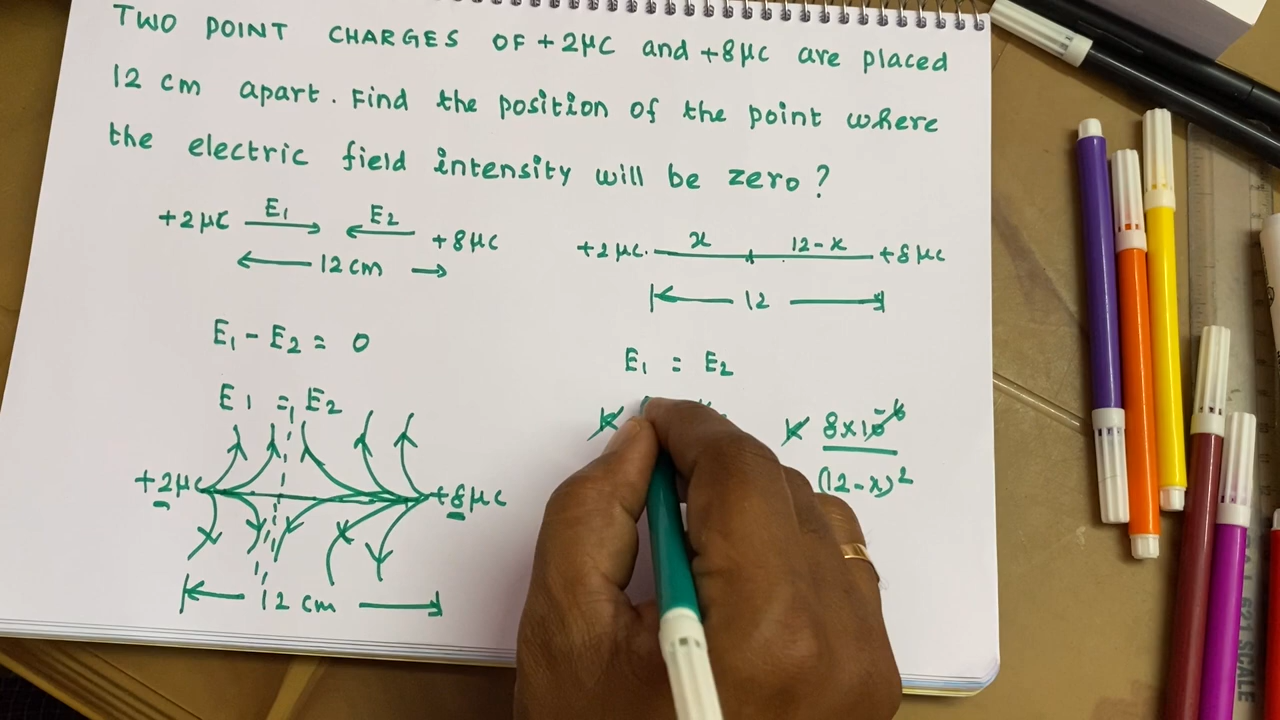 TWO POINT CHARGES OF +2μC and +8μC are placed
12 cm apart. Find the position of the point where
the electric field intensity will be zero?
+2μC E1 E2 +8μC
12 cm
E1 - E2 = 0
E1 = E2
+2μC +8μC
12 cm
+2μC x 12-x +8μC
12
E1 = E2
K K 8×10^-6
(12-x)^2
SCALE